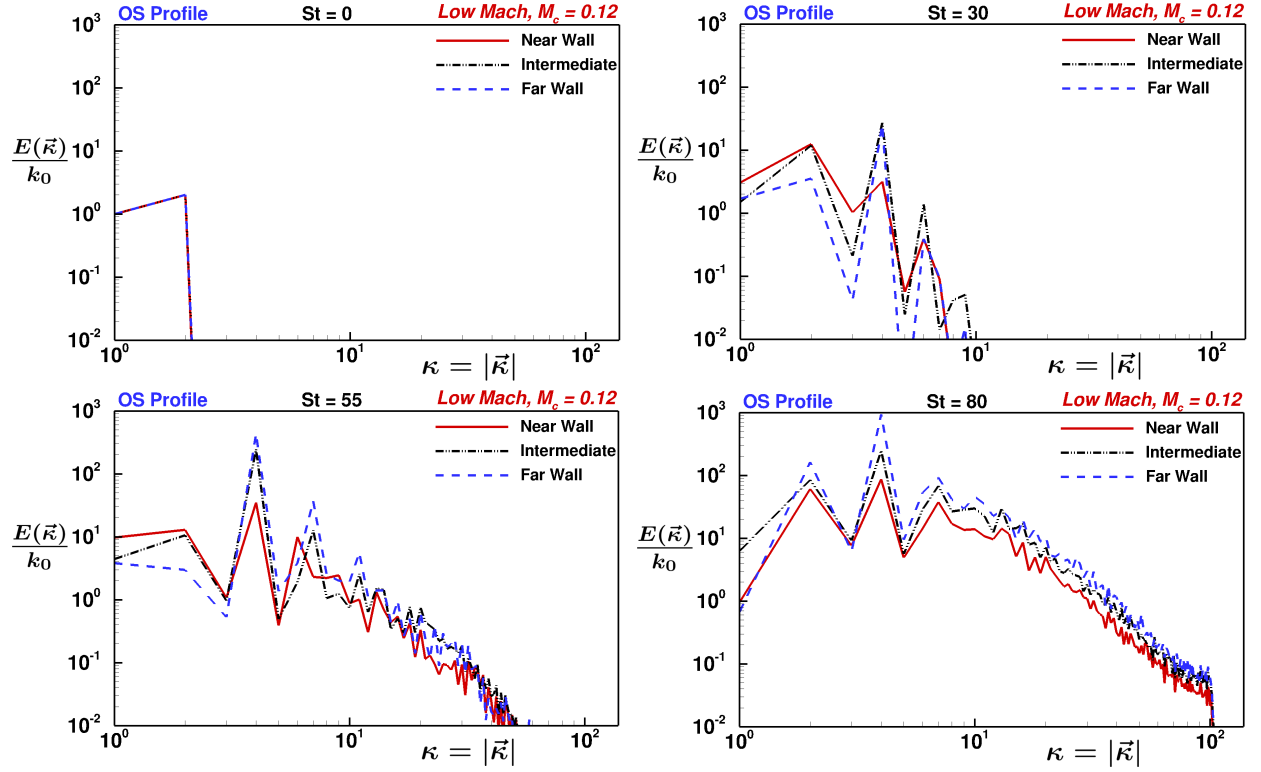 OS Profile St = 0 Low Mach, M_c = 0.12
10^3
Near Wall
Intermediate
10^2
Far Wall
10^1
E(κ⃗)
k_0
10^0
10^-1
10^-2
10^0 10^1 10^2
κ = |κ⃗|
OS Profile St = 30 Low Mach, M_c = 0.12
10^3
Near Wall
Intermediate
10^2
Far Wall
10^1
E(κ⃗)
k_0
10^0
10^-1
10^-2
10^0 10^1 10^2
κ = |κ⃗|
OS Profile St = 55 Low Mach, M_c = 0.12
10^3
Near Wall
Intermediate
10^2
Far Wall
10^1
E(κ⃗)
k_0
10^0
10^-1
10^-2
10^0 10^1 10^2
κ = |κ⃗|
OS Profile St = 80 Low Mach, M_c = 0.12
10^3
Near Wall
Intermediate
10^2
Far Wall
10^1
E(κ⃗)
k_0
10^0
10^-1
10^-2
10^0 10^1 10^2
κ = |κ⃗|